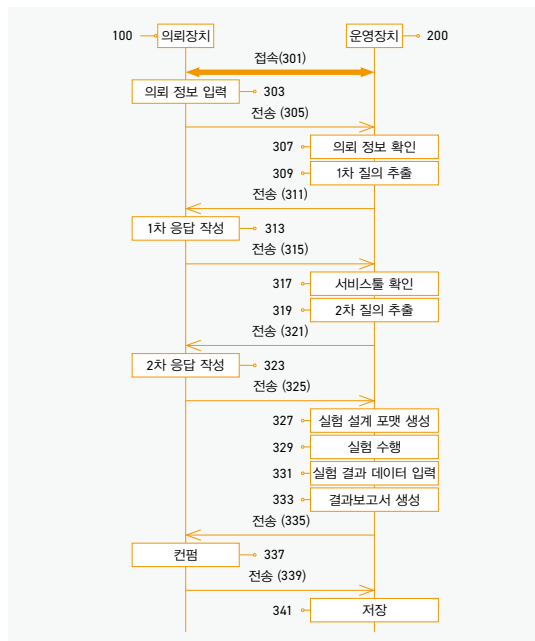 100 의뢰장치 운영장치 200
접속(301)
의뢰 정보 입력 303
전송 (305)
307 의뢰 정보 확인
309 1차 질의 추출
전송 (311)
1차 응답 작성 313
전송 (315)
317 서비스툴 확인
319 2차 질의 추출
전송 (321)
2차 응답 작성 323
전송 (325)
327 실험 설계 포맷 생성
329 실험 수행
331 실험 결과 데이터 입력
333 결과보고서 생성
전송 (335)
컨펌 337
전송 (339)
341 저장